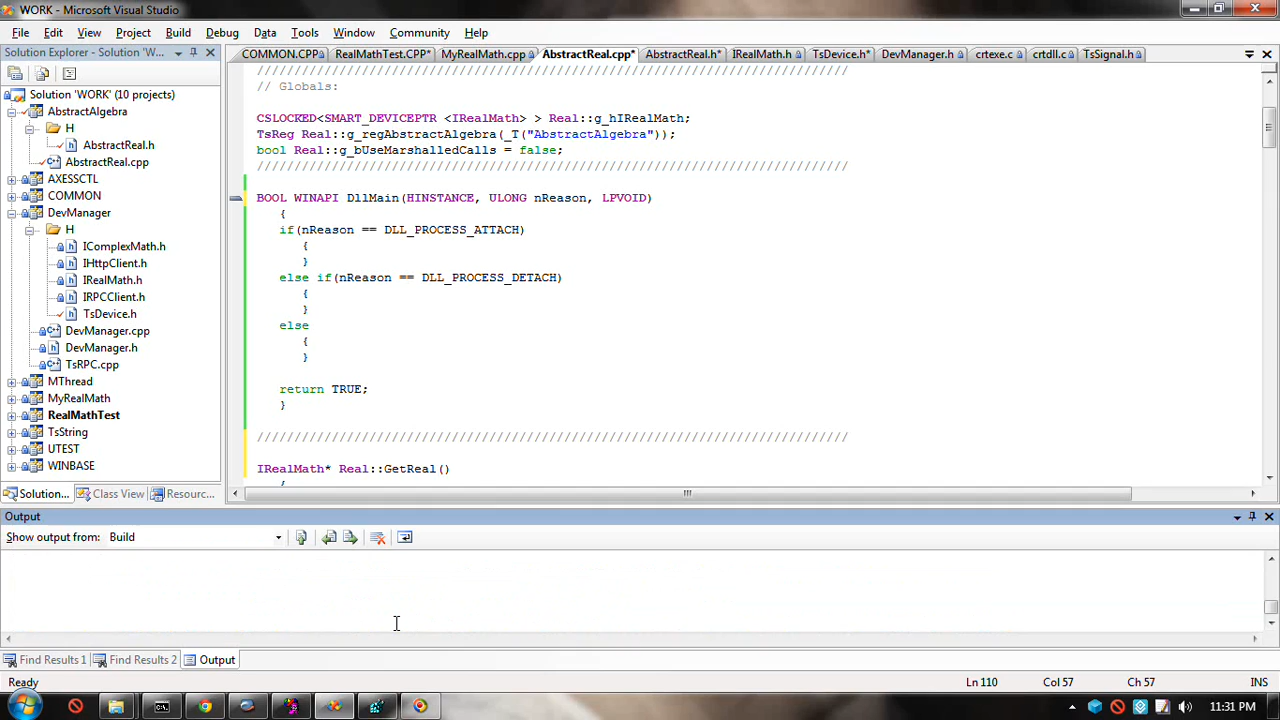 WORK - Microsoft Visual Studio
File Edit View Project Build Debug Data Tools Window Community Help
Solution Explorer - Solution 'W...
COMMON.CPP RealMathTest.CPP* MyRealMath.cpp AbstractReal.cpp* AbstractReal.h* IRealMath.h TsDevice.h* DevManager.h crtexe.c crtdll.c TsSignal.h
Solution 'WORK' (10 projects)
AbstractAlgebra
H
AbstractReal.h
AbstractReal.cpp
AXESSCTL
COMMON
DevManager
H
IComplexMath.h
IHttpClient.h
IRealMath.h
IRPCClient.h
TsDevice.h
DevManager.cpp
DevManager.h
TsRPC.cpp
MThread
MyRealMath
RealMathTest
TsString
UTEST
WINBASE
Solution... Class View Resourc...
///////////////////////////////////////////////////////////////////////////////
// Globals:
CSLOCKED<SMART_DEVICEPTR <IRealMath> > Real::g_hIRealMath;
TsReg Real::g_regAbstractAlgebra(_T("AbstractAlgebra"));
bool Real::g_bUseMarshalledCalls = false;
///////////////////////////////////////////////////////////////////////////////
BOOL WINAPI DllMain(HINSTANCE, ULONG nReason, LPVOID)
{
if(nReason == DLL_PROCESS_ATTACH)
{
}
else if(nReason == DLL_PROCESS_DETACH)
{
}
else
{
}
return TRUE;
}
///////////////////////////////////////////////////////////////////////////////
IRealMath* Real::GetReal()
{
Output
Show output from: Build
Find Results 1 Find Results 2 Output
Ready Ln 110 Col 57 Ch 57 INS
11:31 PM